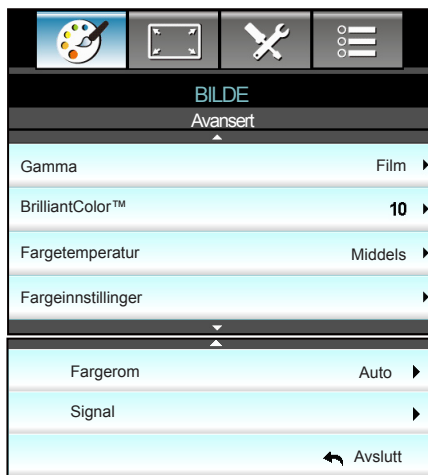 BILDE
Avansert
Gamma Film
BrilliantColor™ 10
Fargetemperatur Middels
Fargeinnstillinger
Fargerom Auto
Signal
Avslutt